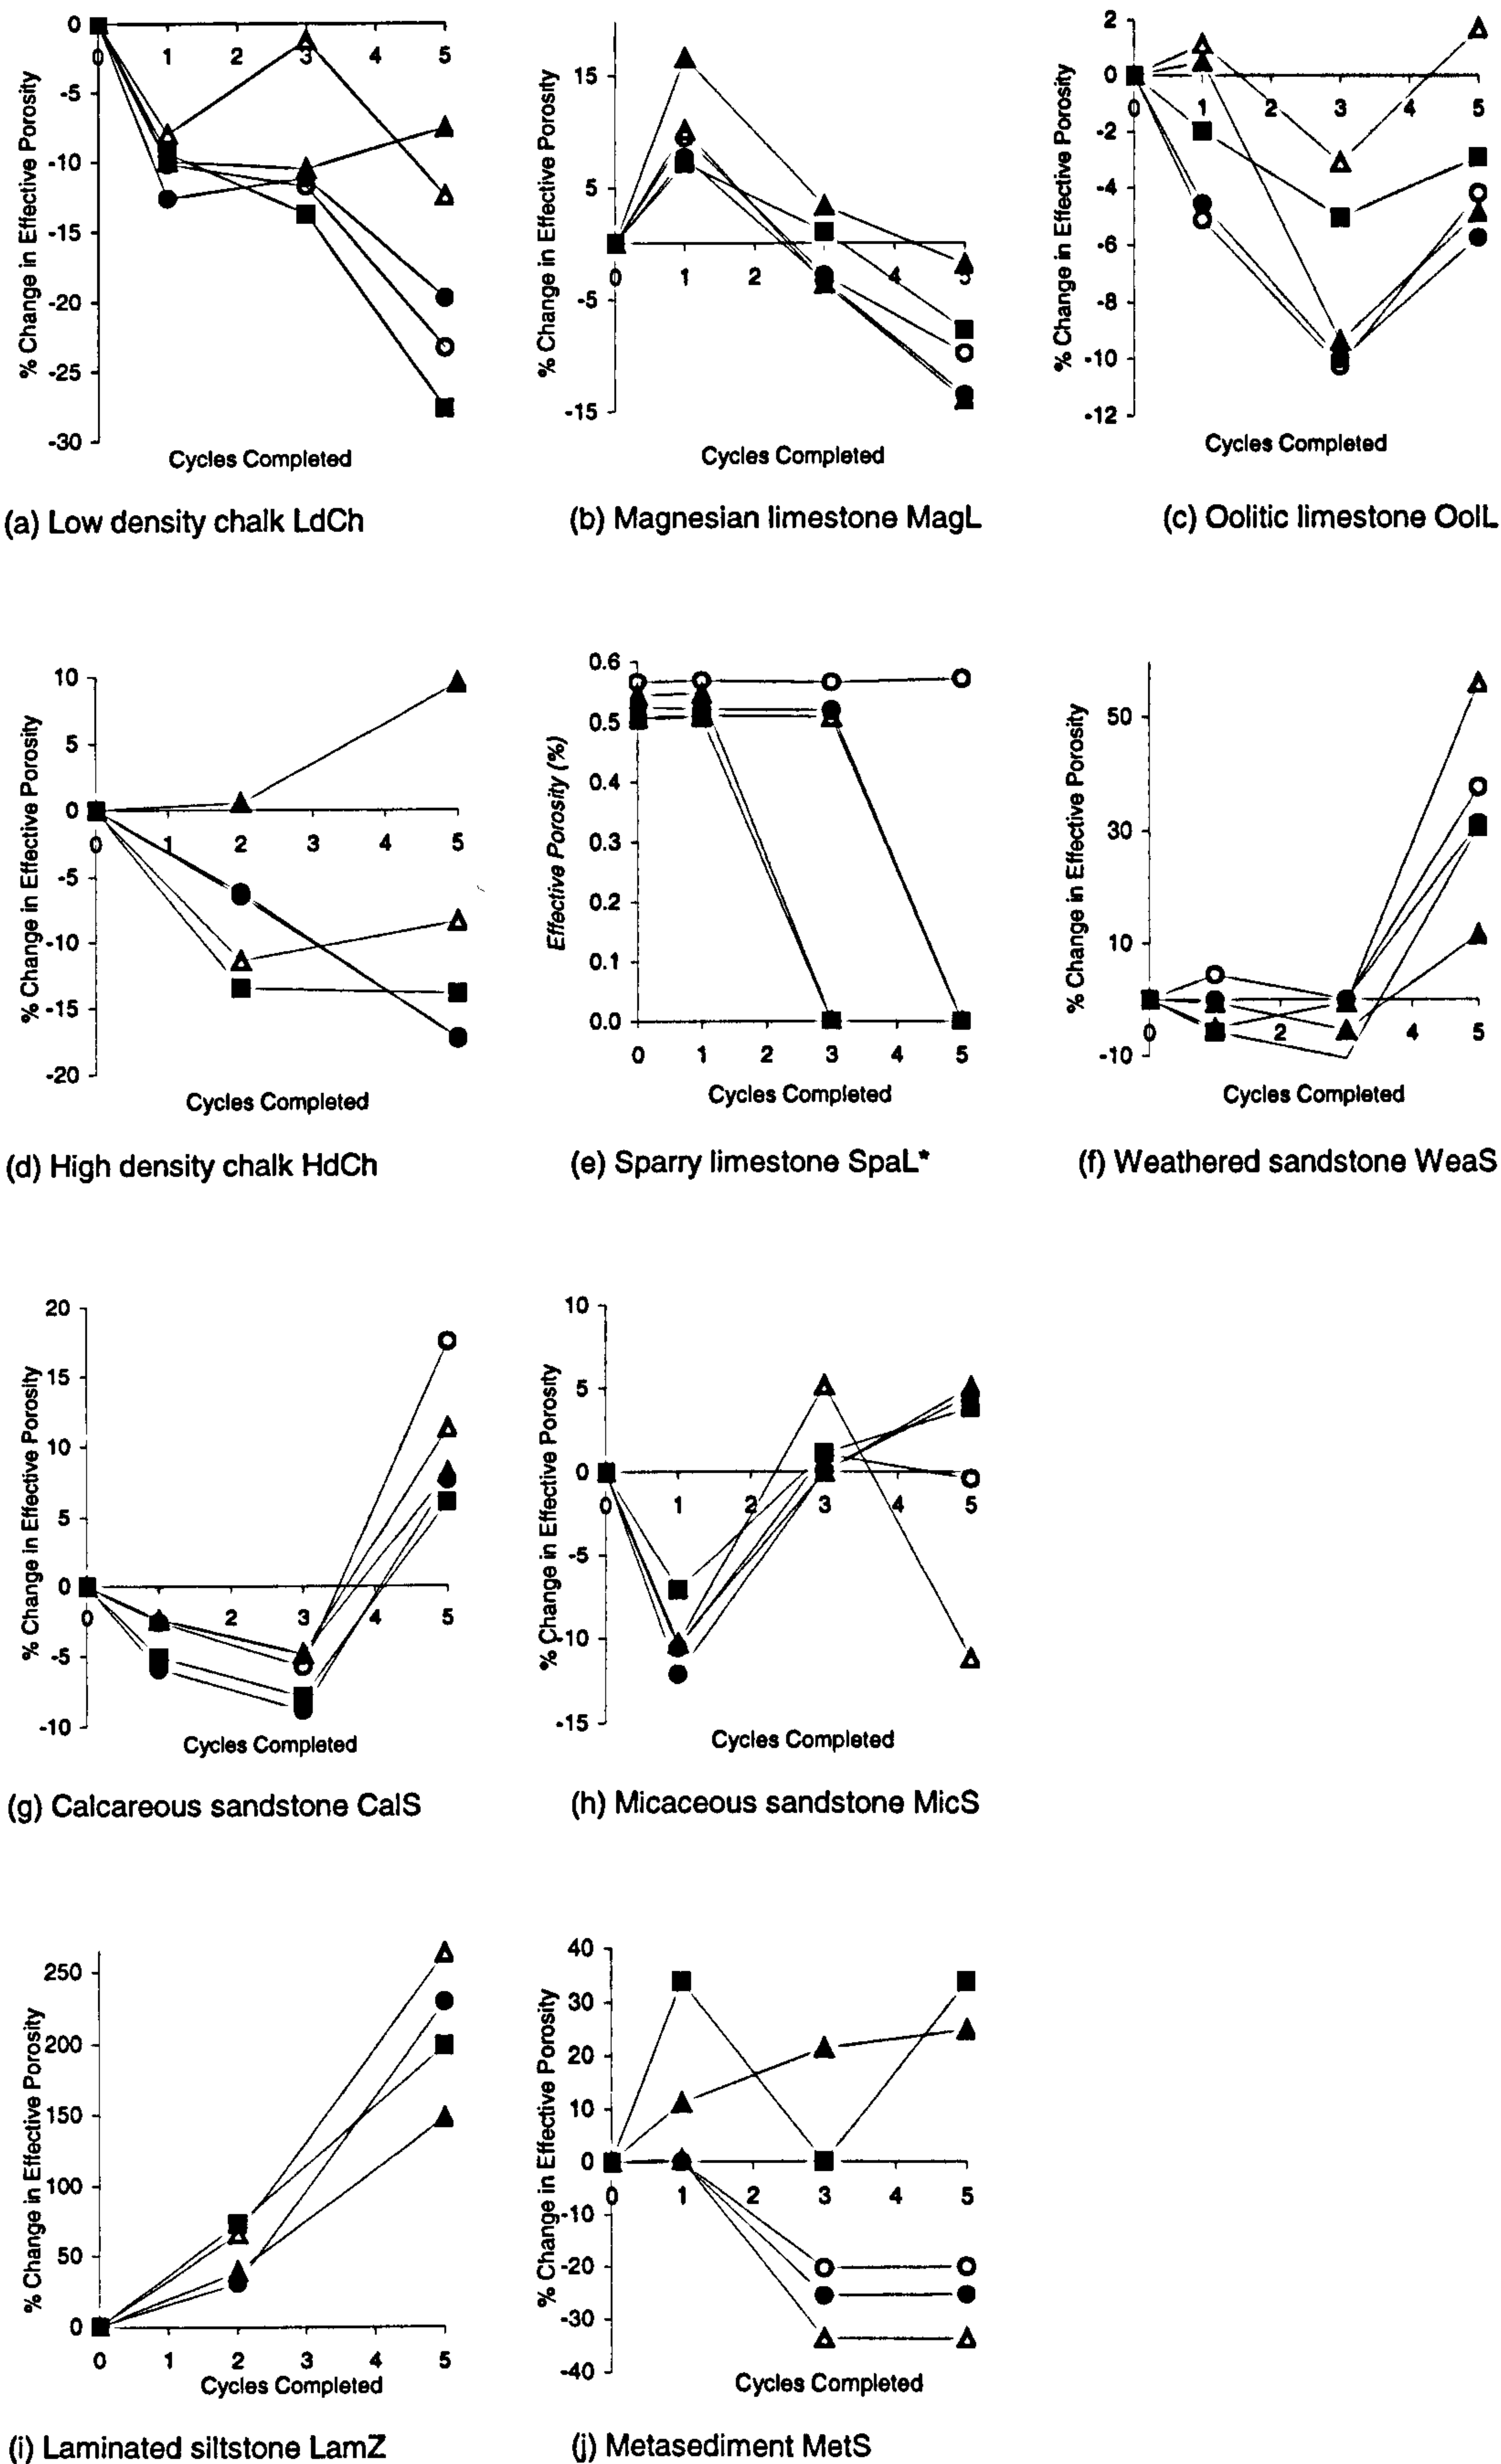 0
-5
-10
-15
-20
-25
-30
0 1 2 3 4 5
% Change in Effective Porosity
Cycles Completed
(a) Low density chalk LdCh
15
5
-5
-15
0 1 2 3 4 5
% Change in Effective Porosity
Cycles Completed
(b) Magnesian limestone MagL
2
0
-2
-4
-6
-8
-10
-12
0 1 2 3 4 5
% Change in Effective Porosity
Cycles Completed
(c) Oolitic limestone OolL
10
5
0
-5
-10
-15
-20
0 1 2 3 4 5
% Change in Effective Porosity
Cycles Completed
(d) High density chalk HdCh
0.6
0.5
0.4
0.3
0.2
0.1
0.0
0 1 2 3 4 5
Effective Porosity (%)
Cycles Completed
(e) Sparry limestone SpaL*
50
30
10
-10
0 2 4 5
% Change in Effective Porosity
Cycles Completed
(f) Weathered sandstone WeaS
20
15
10
5
0
-5
-10
0 2 3 4 5
% Change in Effective Porosity
Cycles Completed
(g) Calcareous sandstone CalS
10
5
0
-5
-10
-15
0 1 2 3 4 5
% Change in Effective Porosity
Cycles Completed
(h) Micaceous sandstone MicS
250
200
150
100
50
0
0 1 2 3 4 5
% Change in Effective Porosity
Cycles Completed
(i) Laminated siltstone LamZ
40
30
20
10
0
-10
-20
-30
-40
0 1 2 3 4 5
% Change in Effective Porosity
Cycles Completed
(j) Metasediment MetS